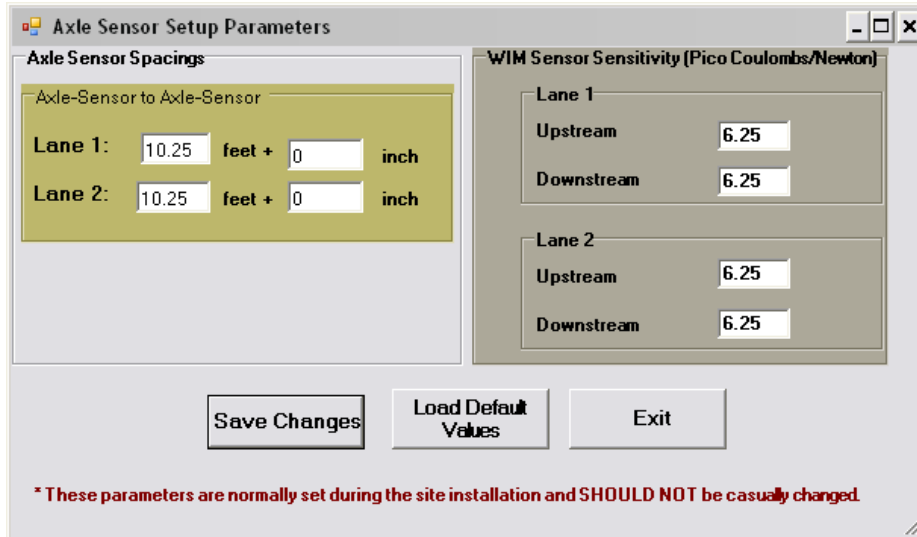 Axle Sensor Setup Parameters
Axle Sensor Spacings
Axle-Sensor to Axle-Sensor
Lane 1: 10.25 feet + 0 inch
Lane 2: 10.25 feet + 0 inch
WIM Sensor Sensitivity (Pico Coulombs/Newton)
Lane 1
Upstream 6.25
Downstream 6.25
Lane 2
Upstream 6.25
Downstream 6.25
Save Changes
Load Default
Values
Exit
* These parameters are normally set during the site installation and SHOULD NOT be casually changed.